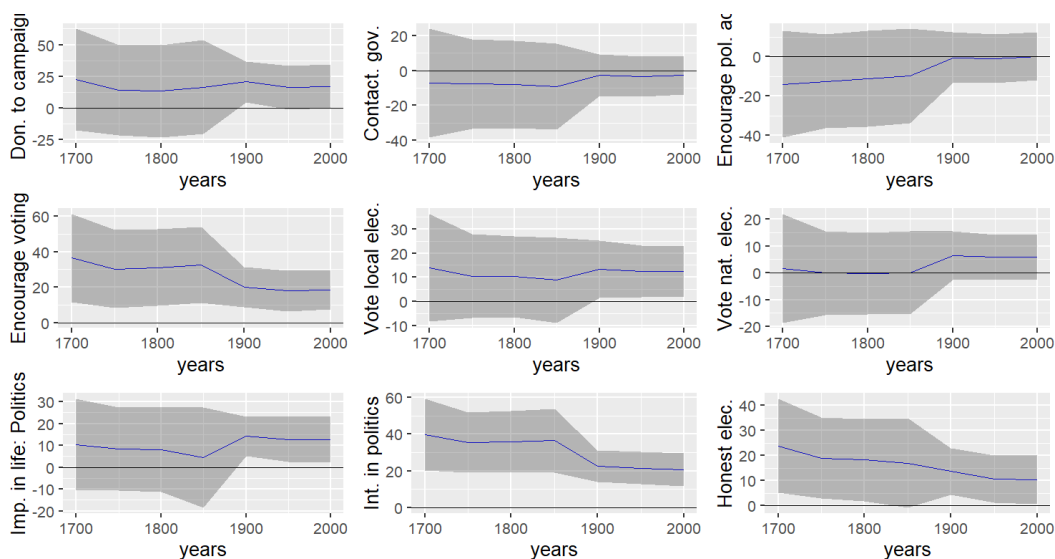 Don. to campaign
50
25
0
-25
1700 1800 1900 2000
years
Contact. gov.
20
0
-20
-40
1700 1800 1900 2000
years
Encourage pol.
0
-20
-40
1700 1800 1900 2000
years
Encourage voting
60
40
20
0
1700 1800 1900 2000
years
Vote local elec.
30
20
10
0
-10
1700 1800 1900 2000
years
Vote nat. elec.
20
10
0
-10
-20
1700 1800 1900 2000
years
Imp. in life: Politics
30
20
10
0
-10
-20
1700 1800 1900 2000
years
Int. in politics
60
40
20
0
1700 1800 1900 2000
years
Honest elec.
40
30
20
10
0
1700 1800 1900 2000
years